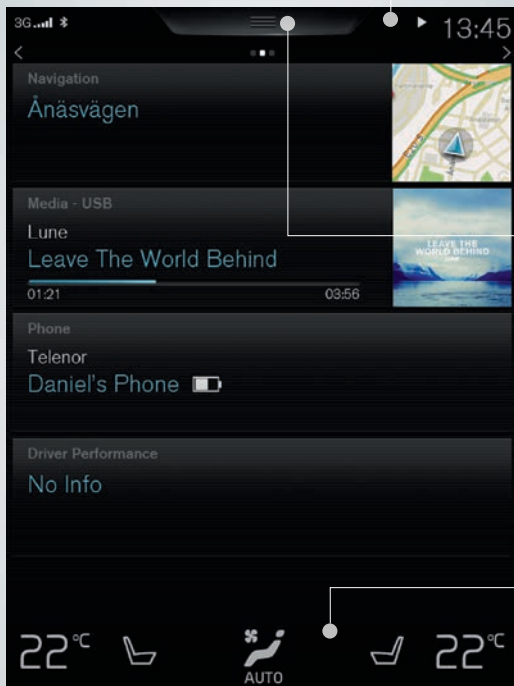 3G
13:45
Navigation
Ånäsvägen
Media - USB
Lune
Leave The World Behind
01:21
03:56
LEAVE THE
WORLD BEHIND
Phone
Telenor
Daniel's Phone
Driver Performance
No Info
22°C
AUTO
22°C